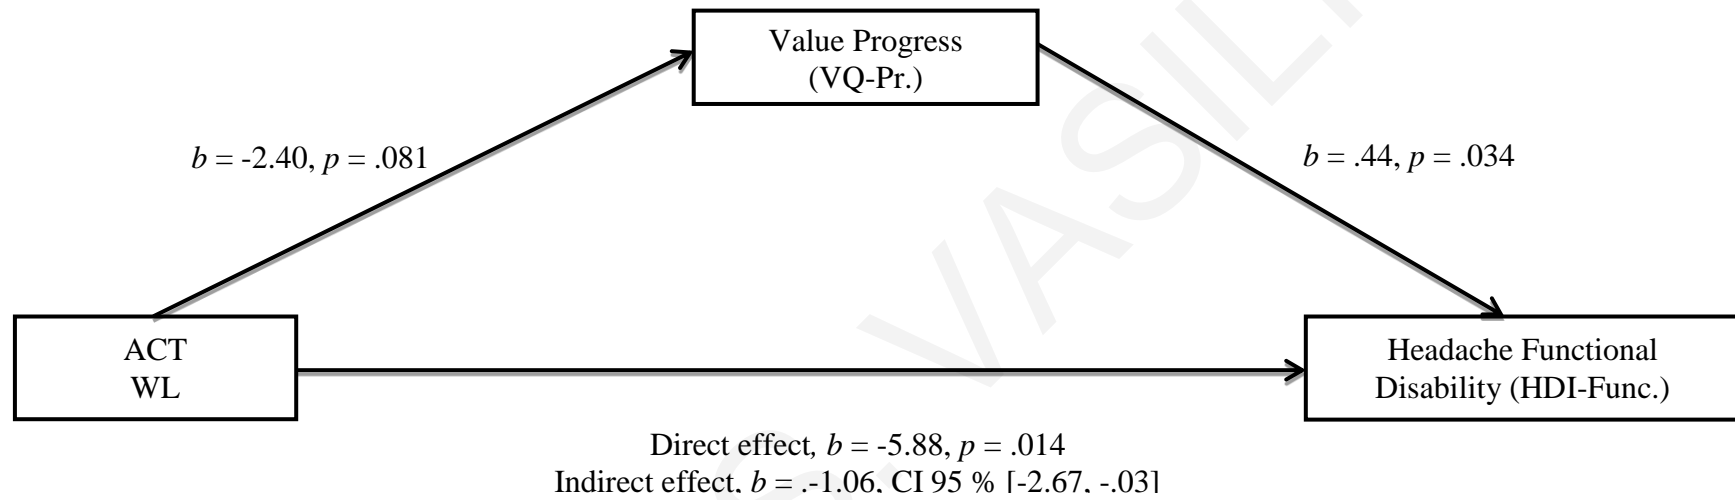 Value Progress
(VQ-Pr.)
b = -2.40, p = .081
b = .44, p = .034
ACT
WL
Headache Functional
Disability (HDI-Func.)
Direct effect, b = -5.88, p = .014
Indirect effect, b = .-1.06, CI 95 % [-2.67, -.03]